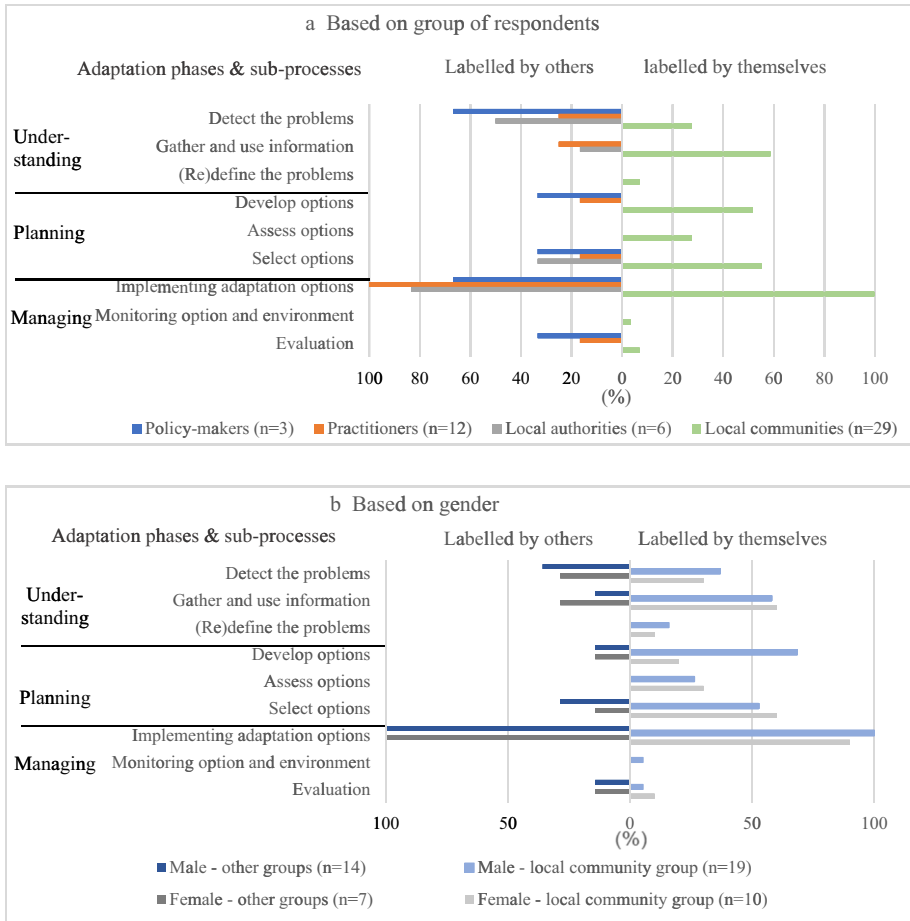 a Based on group of respondents
Adaptation phases & sub-processes
Labelled by others
labelled by themselves
Under-
standing
Detect the problems
Gather and use information
(Re)define the problems
Planning
Develop options
Assess options
Select options
Managing
Implementing adaptation options
Monitoring option and environment
Evaluation
100 80 60 40 20 0 20 40 60 80 100
(%)
Policy-makers (n=3) Practitioners (n=12) Local authorities (n=6) Local communities (n=29)
b Based on gender
Adaptation phases & sub-processes
Labelled by others
Labelled by themselves
Under-
standing
Detect the problems
Gather and use information
(Re)define the problems
Planning
Develop options
Assess options
Select options
Managing
Implementing adaptation options
Monitoring option and environment
Evaluation
100 50 0 50 100
(%)
Male - other groups (n=14) Male - local community group (n=19)
Female - other groups (n=7) Female - local community group (n=10)